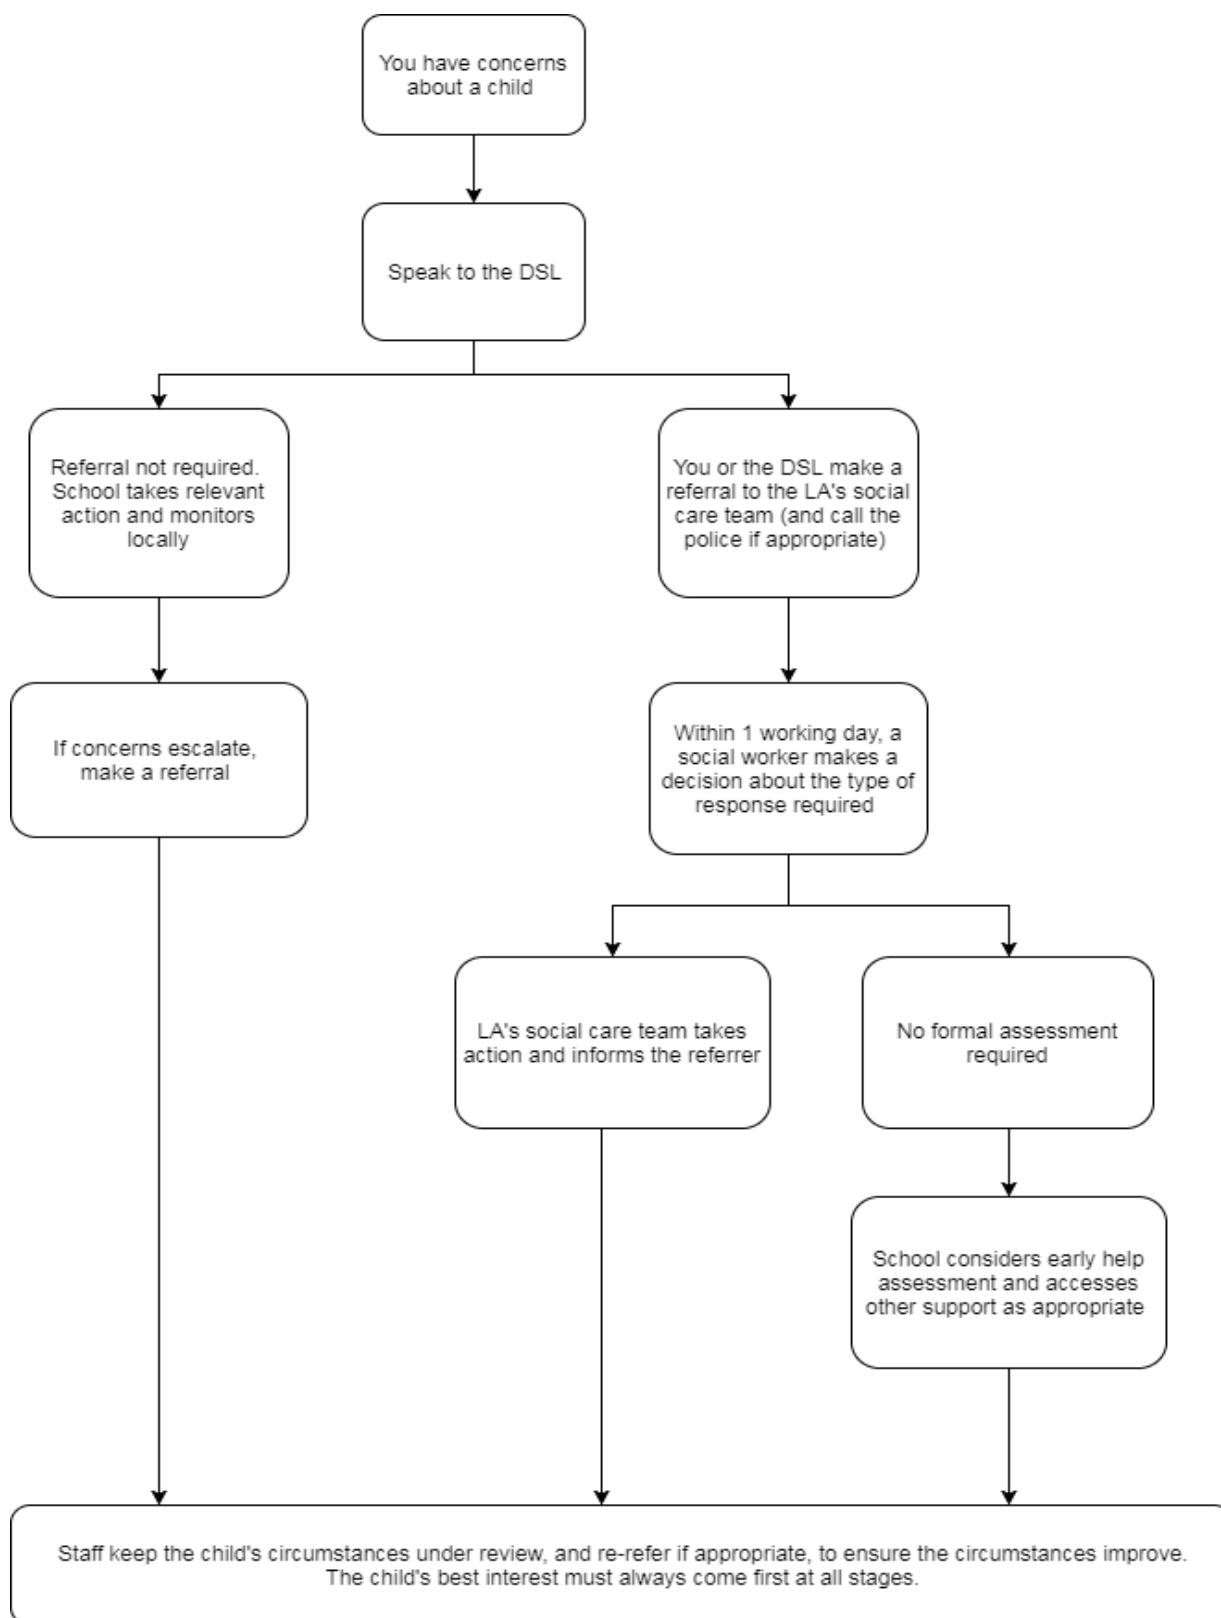 You have concerns
about a child
Speak to the DSL
Referral not required.
School takes relevant
action and monitors
locally
You or the DSL make a
referral to the LA's social
care team (and call the
police if appropriate)
If concerns escalate,
make a referral
Within 1 working day, a
social worker makes a
decision about the type of
response required
LA's social care team takes
action and informs the referrer
No formal assessment
required
School considers early help
assessment and accesses
other support as appropriate
Staff keep the child's circumstances under review, and re-refer if appropriate, to ensure the circumstances improve.
The child's best interest must always come first at all stages.